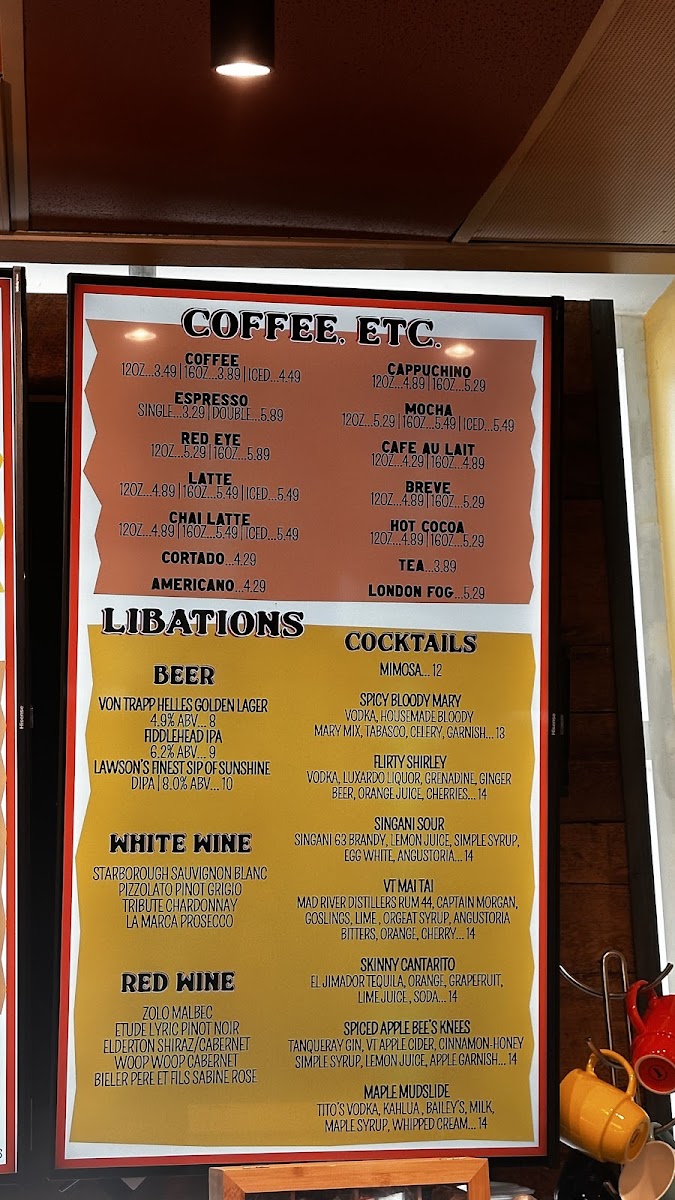 COFFEE, ETC.
COFFEE
12OZ...3.49|16OZ...3.89|ICED...4.49
ESPRESSO
SINGLE...3.29|DOUBLE...5.89
RED EYE
12OZ...5.29|16OZ...5.89
LATTE
12OZ...4.89|16OZ...5.49|ICED...5.49
CHAI LATTE
12OZ...4.89|16OZ...5.49|ICED...5.49
CORTADO...4.29
AMERICANO...4.29
CAPPUCHINO
12OZ...4.89|16OZ...5.29
MOCHA
12OZ...5.29|16OZ...5.49|ICED...5.49
CAFE AU LAIT
12OZ...4.29|16OZ...4.89
BREVE
12OZ...4.89|16OZ...5.29
HOT COCOA
12OZ...4.89|16OZ...5.29
TEA...3.89
LONDON FOG...5.29
LIBATIONS
BEER
VON TRAPP HELLES GOLDEN LAGER
4.9% ABV... 8
FIDDLEHEAD IPA
6.2% ABV... 9
LAWSON'S FINEST SIP OF SUNSHINE
DIPA | 8.0% ABV... 10
WHITE WINE
STARBOROUGH SAUVIGNON BLANC
PIZZOLATO PINOT GRIGIO
TRIBUTE CHARDONNAY
LA MARCA PROSECCO
RED WINE
ZOLO MALBEC
ETUDE LYRIC PINOT NOIR
ELDERTON SHIRAZ/CABERNET
WOOP WOOP CABERNET
BIELER PERE ET FILS SABINE ROSE
COCKTAILS
MIMOSA... 12
SPICY BLOODY MARY
VODKA, HOUSEMADE BLOODY
MARY MIX, TABASCO, CELERY, GARNISH... 13
FLIRTY SHIRLEY
VODKA, LUXARDO LIQUOR, GRENADINE, GINGER
BEER, ORANGE JUICE, CHERRIES... 14
SINGANI SOUR
SINGANI 63 BRANDY, LEMON JUICE, SIMPLE SYRUP,
EGG WHITE, ANGUSTORIA... 14
VT MAI TAI
MAD RIVER DISTILLERS RUM 44, CAPTAIN MORGAN,
GOSLINGS, LIME , ORGEAT SYRUP, ANGUSTORIA
BITTERS, ORANGE, CHERRY... 14
SKINNY CANTARITO
EL JIMADOR TEQUILA, ORANGE, GRAPEFRUIT,
LIME JUICE , SODA... 14
SPICED APPLE BEE'S KNEES
TANQUERAY GIN, VT APPLE CIDER, CINNAMON-HONEY
SIMPLE SYRUP, LEMON JUICE, APPLE GARNISH... 14
MAPLE MUDSLIDE
TITO'S VODKA, KAHLUA , BAILEY'S, MILK,
MAPLE SYRUP, WHIPPED CREAM... 14
Hisense
Hisense